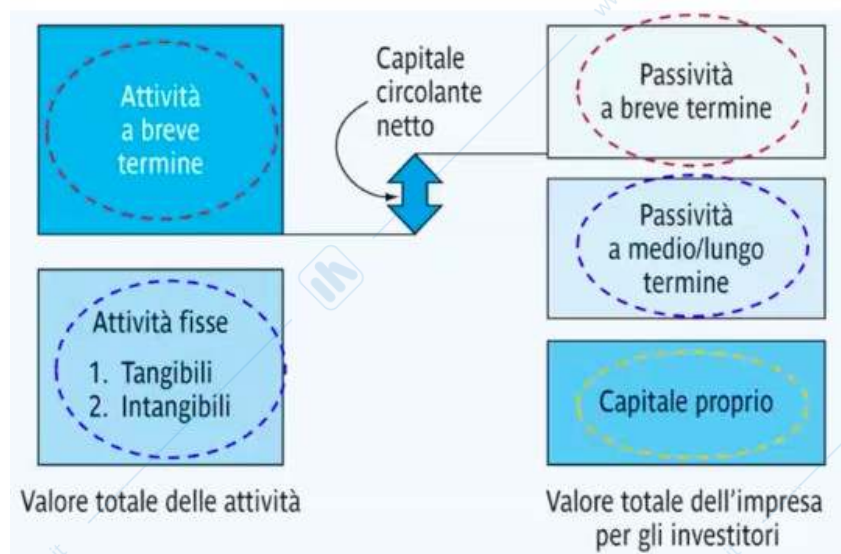 Attività
a breve
termine
Capitale
circolante
netto
Passività
a breve termine
Passività
a medio/lungo
termine
Attività fisse
1. Tangibili
2. Intangibili
Capitale proprio
Valore totale delle attività
Valore totale dell'impresa
per gli investitori